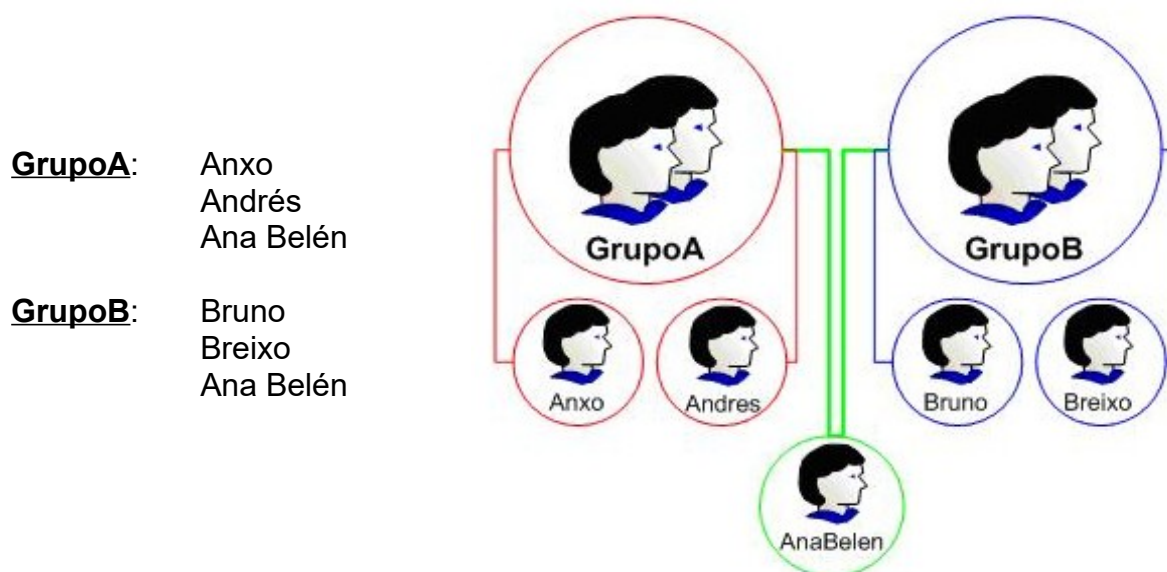 GrupoA: Anxo
Andrés
Ana Belén
GrupoB: Bruno
Breixo
Ana Belén
GrupoA
GrupoB
Anxo
Andres
Bruno
Breixo
AnaBelen